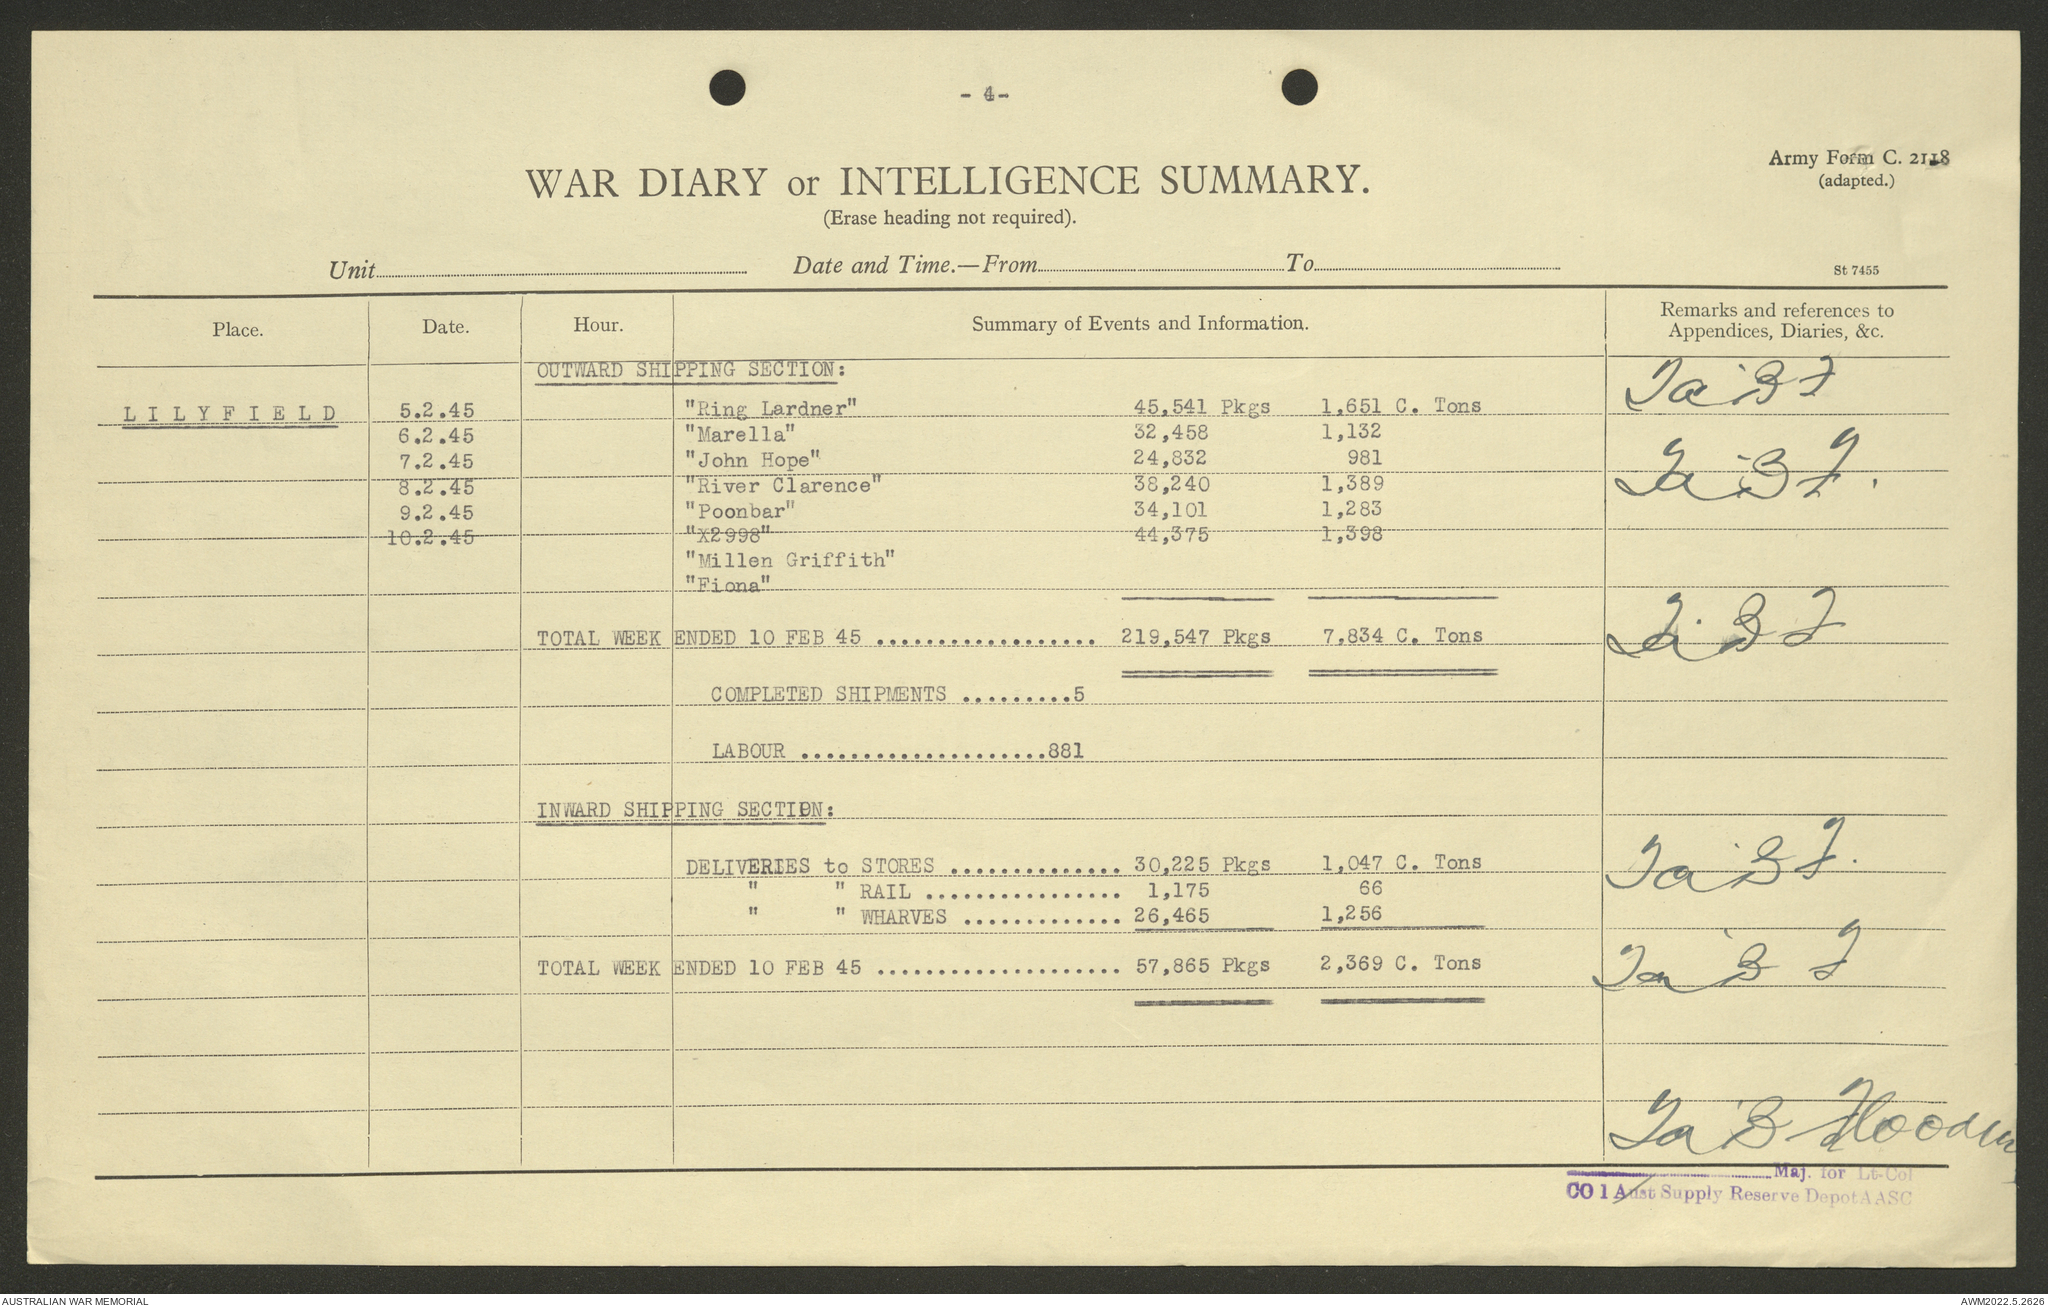 - 4 -
Army Form C. 2118
(adapted.)
WAR DIARY or INTELLIGENCE SUMMARY.
(Erase heading not required).
Unit Date and Time.—From To
St 7455
Place. Date. Hour. Summary of Events and Information. Remarks and references to Appendices, Diaries, &c.
OUTWARD SHIPPING SECTION:
LILYFIELD 5.2.45 "Ring Lardner" 45,541 Pkgs 1,651 C. Tons
6.2.45 "Marella" 32,458 1,132
7.2.45 "John Hope" 24,832 981
8.2.45 "River Clarence" 38,240 1,389
9.2.45 "Poonbar" 34,101 1,283
10.2.45 "X2998" 44,375 1,398
"Millen Griffith"
"Fiona"
TOTAL WEEK ENDED 10 FEB 45 .................. 219,547 Pkgs 7,834 C. Tons
COMPLETED SHIPMENTS .........5
LABOUR ....................881
INWARD SHIPPING SECTION:
DELIVERIES to STORES .............. 30,225 Pkgs 1,047 C. Tons
" " RAIL ................ 1,175 66
" " WHARVES ............. 26,465 1,256
TOTAL WEEK ENDED 10 FEB 45 .................... 57,865 Pkgs 2,369 C. Tons
Maj. for Lt-Col
CO 1 Aust Supply Reserve Depot AASC
AUSTRALIAN WAR MEMORIAL
AWM2022.5.2626